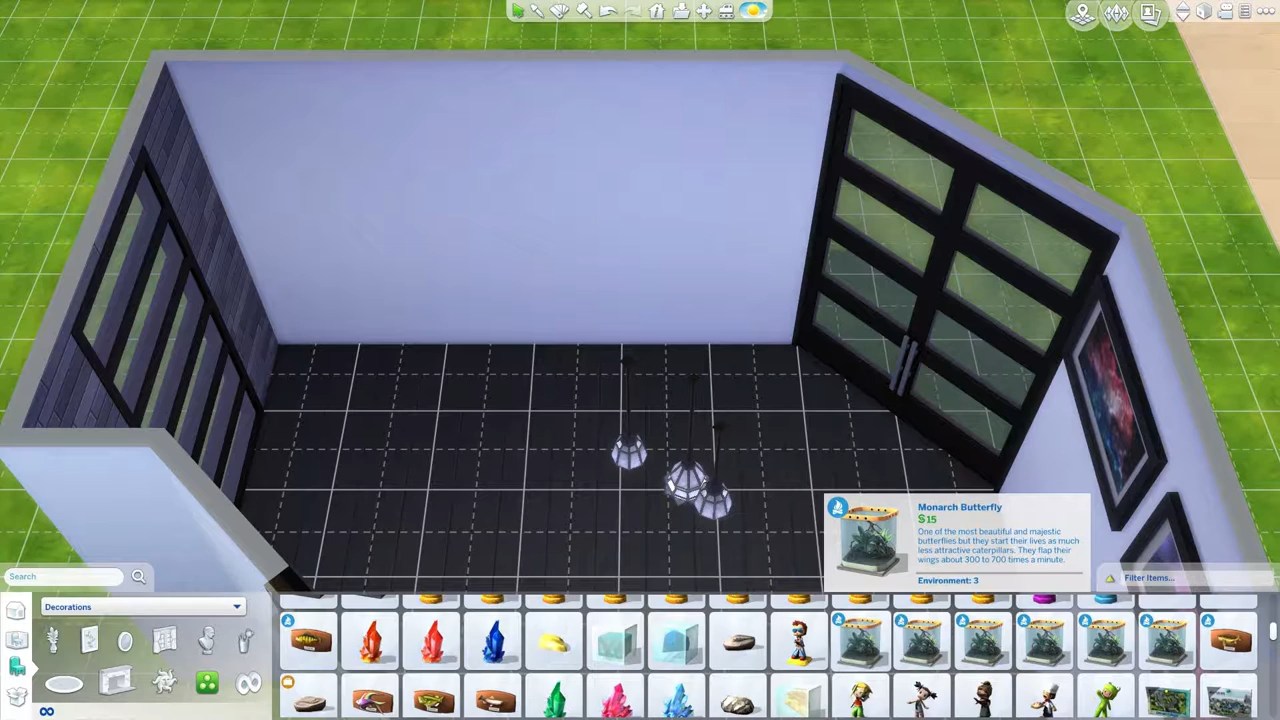 Monarch Butterfly
§15
One of the most beautiful and majestic
butterflies but they start their lives as much
less attractive caterpillars. They flap their
wings about 300 to 700 times a minute.
Environment: 3
Search
Filter Items...
Decorations